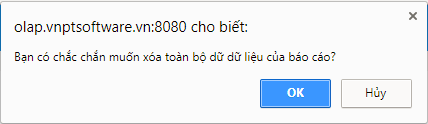 olap.vnptsoftware.vn:8080 cho biết:
Bạn có chắc chắn muốn xóa toàn bộ dữ dữ liệu của báo cáo?
OK
Hủy